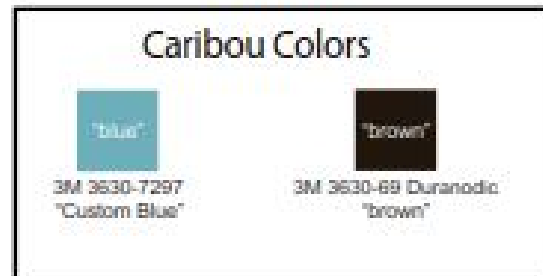 Caribou Colors
"blue"
"brown"
3M 3630-7297
"Custom Blue"
3M 3630-69 Duranodic
"brown"